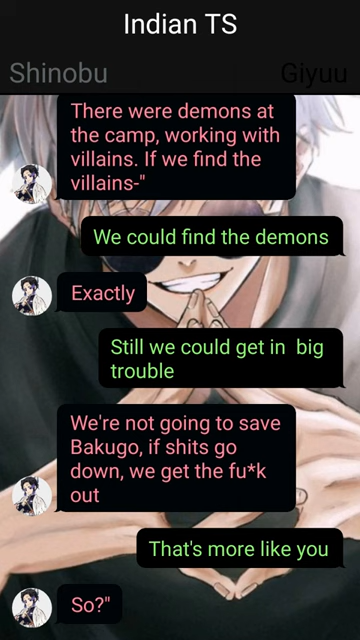 Indian TS
Shinobu
Giyuu
There were demons at
the camp, working with
villains. If we find the
villains-"
We could find the demons
Exactly
Still we could get in  big
trouble
We're not going to save
Bakugo, if shits go
down, we get the fu*k
out
That's more like you
So?"